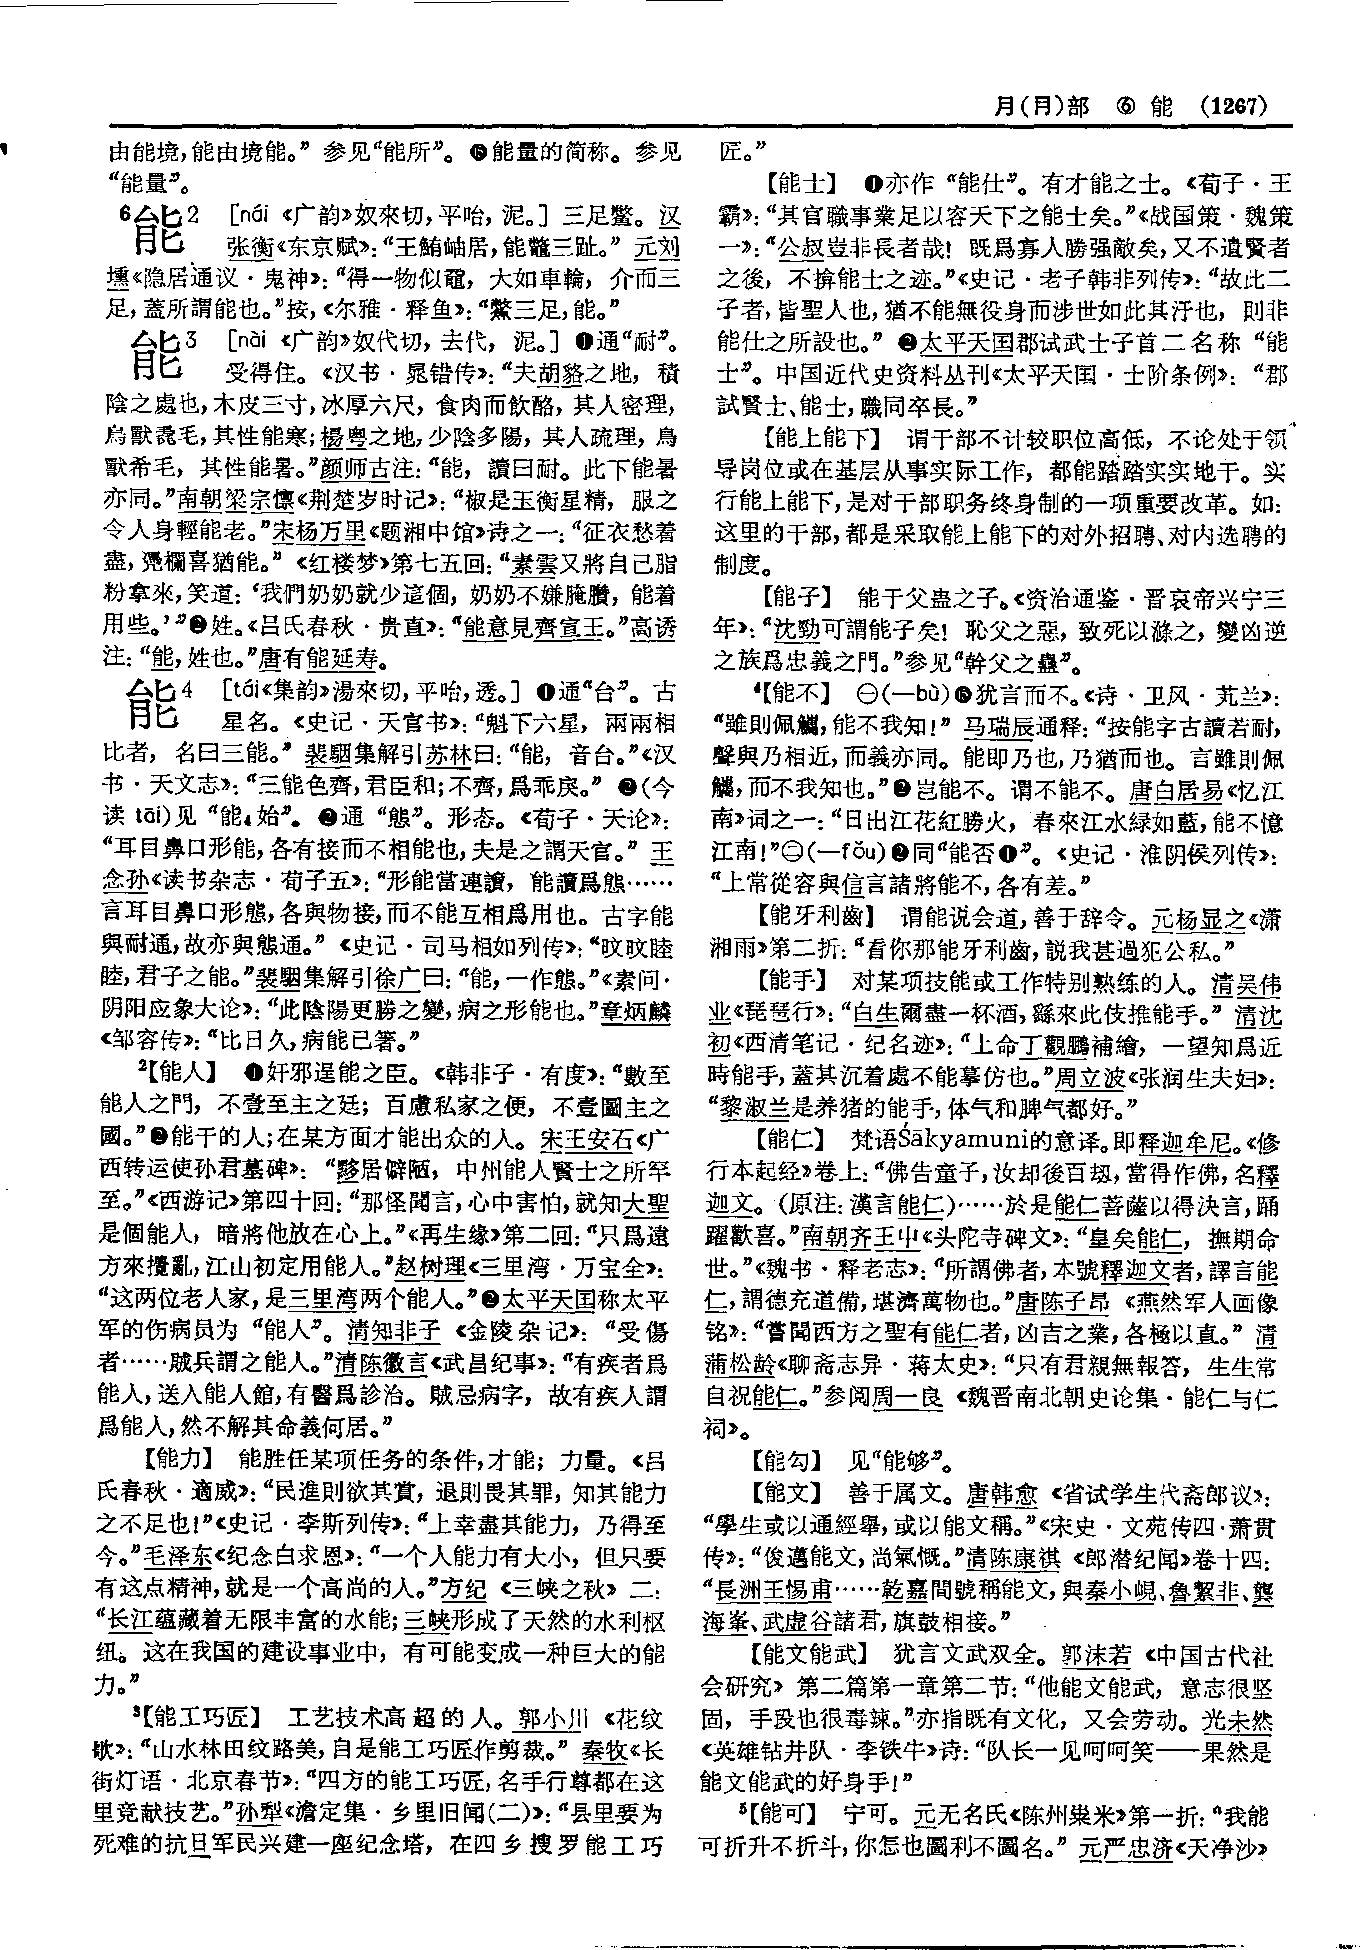 月(月)部　⑥　能　(1267)
由能境，能由境能。”参见“能所”。⓯能量的简称。参见
“能量”。
6能2　[nái 《广韵》奴來切，平咍，泥。] 三足鳖。汉
张衡《东京赋》：“王鮪岫居，能鼈三趾。”元刘
壎《隐居通议·鬼神》：“得一物似黿，大如車輪，介而三
足，蓋所謂能也。”按，《尔雅·释鱼》：“鱉三足，能。”
能3　[nài 《广韵》奴代切，去代，泥。] ❶通“耐”。
受得住。《汉书·晁错传》：“夫胡貉之地，積
陰之處也，木皮三寸，冰厚六尺，食肉而飲酪，其人密理，
鳥獸毳毛，其性能寒；楊粤之地，少陰多陽，其人疏理，鳥
獸希毛，其性能暑。”颜师古注：“能，讀曰耐。此下能暑
亦同。”南朝梁宗懔《荆楚岁时记》：“椒是玉衡星精，服之
令人身輕能老。”宋杨万里《题湘中馆》诗之一：“征衣愁着
盡，凴欄喜猶能。”《红楼梦》第七五回：“素雲又將自己脂
粉拿來，笑道：‘我們奶奶就少這個，奶奶不嫌腌臢，能着
用些。’”❷姓。《吕氏春秋·贵直》：“能意見齊宣王。”高诱
注：“能，姓也。”唐有能延寿。
能4　[tái《集韵》湯來切，平咍，透。] ❶通“台”。古
星名。《史记·天官书》：“魁下六星，兩兩相
比者，名曰三能。”裴駰集解引苏林曰：“能，音台。”《汉
书·天文志》：“三能色齊，君臣和；不齊，爲乖戾。”❷(今
读 tāi)见“能4始”。❷通“態”。形态。《荀子·天论》：
“耳目鼻口形能，各有接而不相能也，夫是之謂天官。”王
念孙《读书杂志·荀子五》：“形能當連讀，能讀爲態……
言耳目鼻口形態，各與物接，而不能互相爲用也。古字能
與耐通，故亦與態通。”《史记·司马相如列传》：“旼旼睦
睦，君子之能。”裴駰集解引徐广曰：“能，一作態。”《素问·
阴阳应象大论》：“此陰陽更勝之變，病之形能也。”章炳麟
《邹容传》：“比日久，病能已箸。”
2【能人】　❶奸邪逞能之臣。《韩非子·有度》：“數至
能人之門，不壹至主之廷；百慮私家之便，不壹圖主之
國。”❷能干的人；在某方面才能出众的人。宋王安石《广
西转运使孙君墓碑》：“黟居僻陋，中州能人賢士之所罕
至。”《西游记》第四十回：“那怪聞言，心中害怕，就知大聖
是個能人，暗將他放在心上。”《再生缘》第二回：“只爲遠
方來攪亂，江山初定用能人。”赵树理《三里湾·万宝全》：
“这两位老人家，是三里湾两个能人。”❷太平天国称太平
军的伤病员为“能人”。清知非子《金陵杂记》：“受傷
者……賊兵謂之能人。”清陈徽言《武昌纪事》：“有疾者爲
能人，送入能人館，有醫爲診治。賊忌病字，故有疾人謂
爲能人，然不解其命義何居。”
【能力】　能胜任某项任务的条件，才能；力量。《吕
氏春秋·適威》：“民進則欲其賞，退則畏其罪，知其能力
之不足也！”《史记·李斯列传》：“上幸盡其能力，乃得至
今。”毛泽东《纪念白求恩》：“一个人能力有大小，但只要
有这点精神，就是一个高尚的人。”方纪《三峡之秋》二：
“长江蕴藏着无限丰富的水能；三峡形成了天然的水利枢
纽。这在我国的建设事业中，有可能变成一种巨大的能
力。”
3【能工巧匠】　工艺技术高超的人。郭小川《花纹
歌》：“山水林田纹路美，自是能工巧匠作剪裁。”秦牧《长
街灯语·北京春节》：“四方的能工巧匠，名手行尊都在这
里竞献技艺。”孙犁《澹定集·乡里旧闻(二)》：“县里要为
死难的抗日军民兴建一座纪念塔，在四乡搜罗能工巧
匠。”
【能士】　❶亦作“能仕”。有才能之士。《荀子·王
霸》：“其官職事業足以容天下之能士矣。”《战国策·魏策
一》：“公叔豈非長者哉！既爲寡人勝强敵矣，又不遺賢者
之後，不揜能士之迹。”《史记·老子韩非列传》：“故此二
子者，皆聖人也，猶不能無役身而涉世如此其汙也，則非
能仕之所設也。”❷太平天国郡试武士子首二名称“能
士”。中国近代史资料丛刊《太平天国·士阶条例》：“郡
試賢士、能士，職同卒長。”
【能上能下】　谓干部不计较职位高低，不论处于领
导岗位或在基层从事实际工作，都能踏踏实实地干。实
行能上能下，是对干部职务终身制的一项重要改革。如：
这里的干部，都是采取能上能下的对外招聘、对内选聘的
制度。
【能子】　能于父蛊之子。《资治通鉴·晋哀帝兴宁三
年》：“沈勁可謂能子矣！恥父之惡，致死以滌之，變凶逆
之族爲忠義之門。”参见“幹父之蠱”。
4【能不】　㊀(—bù)⓯犹言而不。《诗·卫风·芄兰》：
“雖則佩觿，能不我知！”马瑞辰通释：“按能字古讀若耐，
聲與乃相近，而義亦同。能即乃也，乃猶而也。言雖則佩
觿，而不我知也。”❷岂能不。谓不能不。唐白居易《忆江
南》词之一：“日出江花紅勝火，春來江水緑如藍，能不憶
江南！”㊁(—fǒu)❷同“能否❶”。《史记·淮阴侯列传》：
“上常從容與信言諸將能不，各有差。”
【能牙利齒】　谓能说会道，善于辞令。元杨显之《潇
湘雨》第二折：“看你那能牙利齒，説我甚過犯公私。”
【能手】　对某项技能或工作特别熟练的人。清吴伟
业《琵琶行》：“白生爾盡一杯酒，繇來此伎推能手。”清沈
初《西清笔记·纪名迹》：“上命丁觀鵬補繪，一望知爲近
時能手，蓋其沉着處不能摹仿也。”周立波《张润生夫妇》：
“黎淑兰是养猪的能手，体气和脾气都好。”
【能仁】　梵语Śākyamuni的意译。即释迦牟尼。《修
行本起经》卷上：“佛告童子，汝却後百劫，當得作佛，名釋
迦文。(原注：漢言能仁)……於是能仁菩薩以得決言，踊
躍歡喜。”南朝齐王屮《头陀寺碑文》：“皇矣能仁，撫期命
世。”《魏书·释老志》：“所謂佛者，本號釋迦文者，譯言能
仁，謂德充道備，堪濟萬物也。”唐陈子昂《燕然军人画像
铭》：“嘗聞西方之聖有能仁者，凶吉之業，各極以直。”清
蒲松龄《聊斋志异·蒋太史》：“只有君親無報答，生生常
自祝能仁。”参阅周一良《魏晋南北朝史论集·能仁与仁
祠》。
【能勾】　见“能够”。
【能文】　善于属文。唐韩愈《省试学生代斋郎议》：
“學生或以通經舉，或以能文稱。”《宋史·文苑传四·萧贯
传》：“俊邁能文，尚氣慨。”清陈康祺《郎潜纪闻》卷十四：
“長洲王惕甫……乾嘉間號稱能文，與秦小峴、魯絜非、龔
海峯、武虚谷諸君，旗鼓相接。”
【能文能武】　犹言文武双全。郭沫若《中国古代社
会研究》第二篇第一章第二节：“他能文能武，意志很坚
固，手段也很毒辣。”亦指既有文化，又会劳动。光未然
《英雄钻井队·李铁牛》诗：“队长一见呵呵笑——果然是
能文能武的好身手！”
5【能可】　宁可。元无名氏《陈州粜米》第一折：“我能
可折升不折斗，你怎也圖利不圖名。”元严忠济《天净沙》